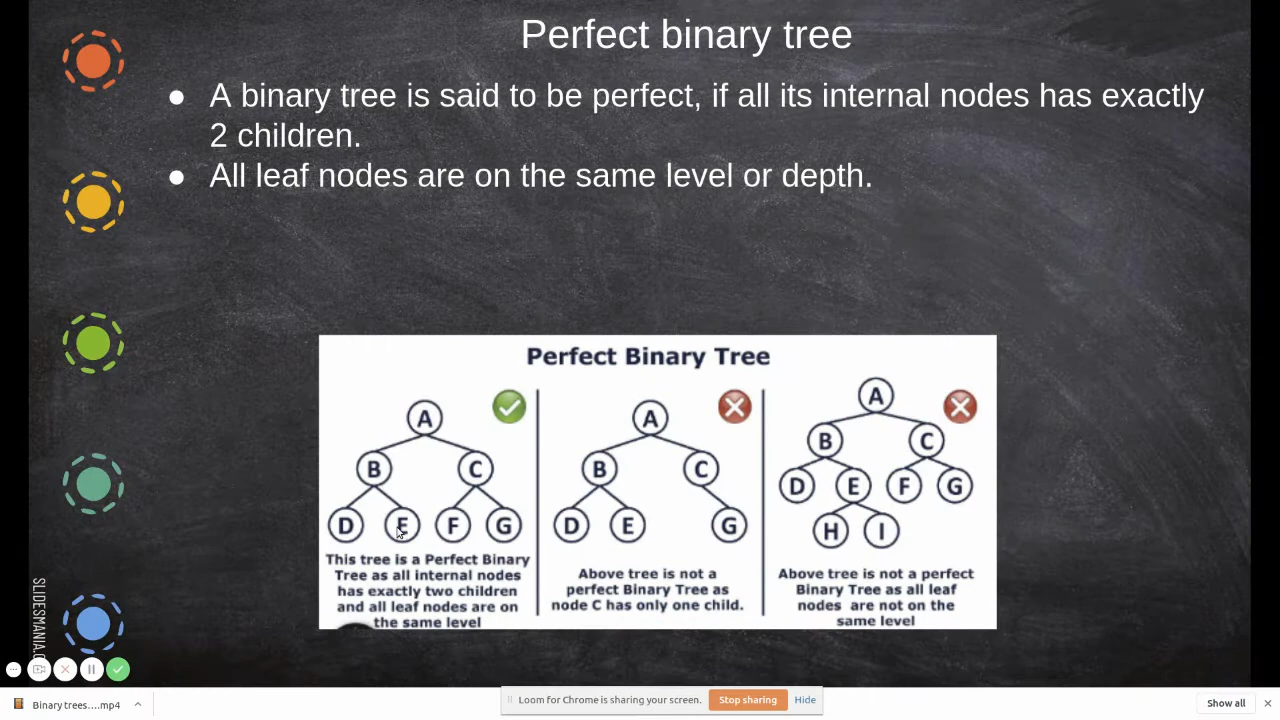 Perfect binary tree
● A binary tree is said to be perfect, if all its internal nodes has exactly
2 children.
● All leaf nodes are on the same level or depth.
Perfect Binary Tree
A
B C
D E F G
This tree is a Perfect Binary
Tree as all internal nodes
has exactly two children
and all leaf nodes are on
the same level
A
B C
D E G
Above tree is not a
perfect Binary Tree as
node C has only one child.
A
B C
D E F G
H I
Above tree is not a perfect
Binary Tree as all leaf
nodes are not on the
same level
SLIDESMANIA.C
Binary trees....mp4
Loom for Chrome is sharing your screen.
Stop sharing
Hide
Show all